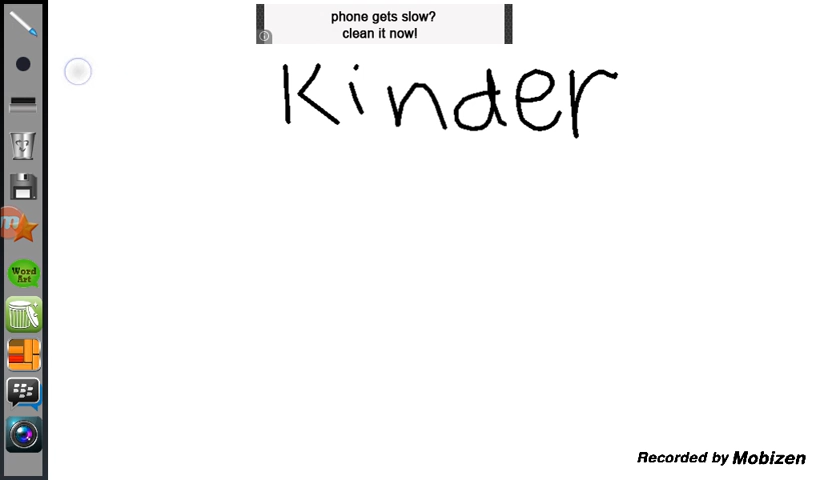 phone gets slow?
clean it now!
Kinder
Word
Art
Recorded by Mobizen